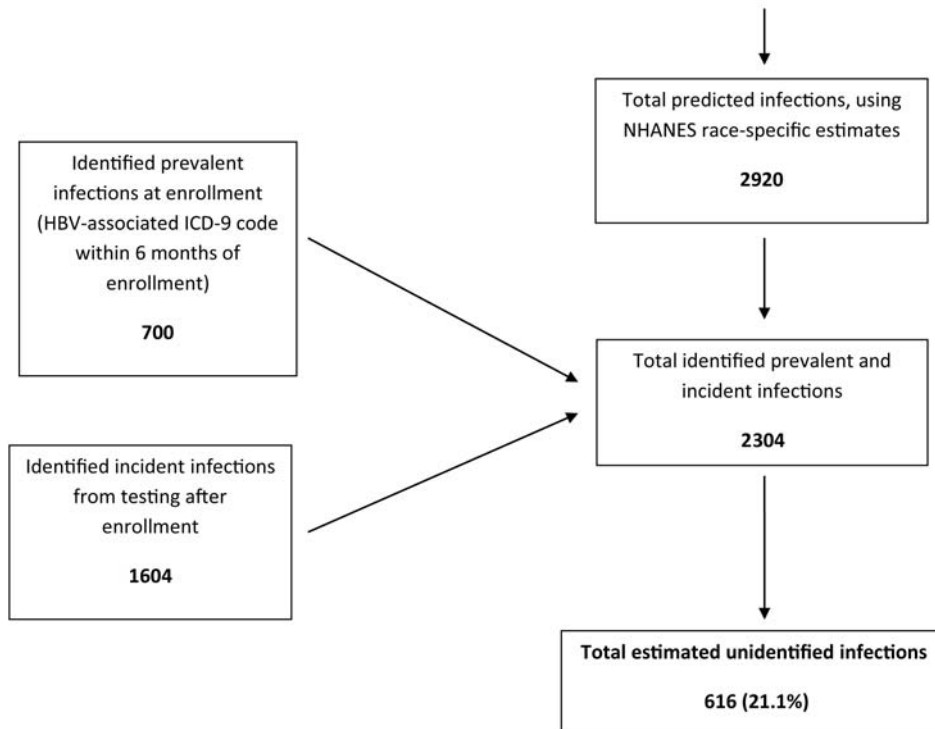 Total predicted infections, using
NHANES race-specific estimates
2920
Identified prevalent
infections at enrollment
(HBV-associated ICD-9 code
within 6 months of
enrollment)
700
Total identified prevalent and
incident infections
2304
Identified incident infections
from testing after
enrollment
1604
Total estimated unidentified infections
616 (21.1%)